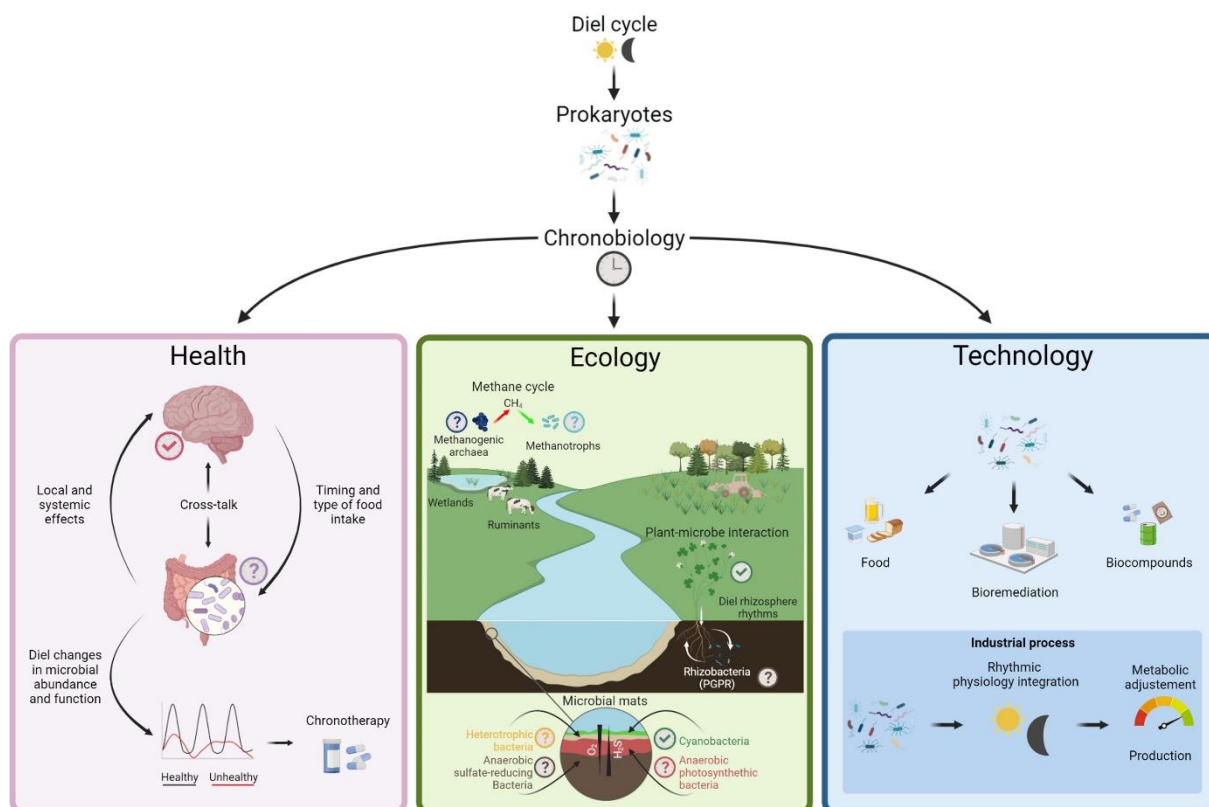 Diel cycle
Prokaryotes
Chronobiology
Health
Local and
systemic
effects
Cross-talk
Timing and
type of food
intake
?
Diel changes
in microbial
abundance
and function
Healthy
Unhealthy
Chronotherapy
Ecology
Methane cycle
CH₄
?
?
Methanogenic
archaea
Methanotrophs
Wetlands
Ruminants
Plant-microbe interaction
Diel rhizosphere
rhythms
Rhizobacteria
(PGPR)
?
Microbial mats
Heterotrophic
bacteria
?
Anaerobic
sulfate-reducing
Bacteria
?
O₂
H₂S
Cyanobacteria
?
Anaerobic
photosynthethic
bacteria
Technology
Food
Bioremediation
Biocompounds
Industrial process
Rhythmic
physiology integration
Metabolic
adjustement
Production